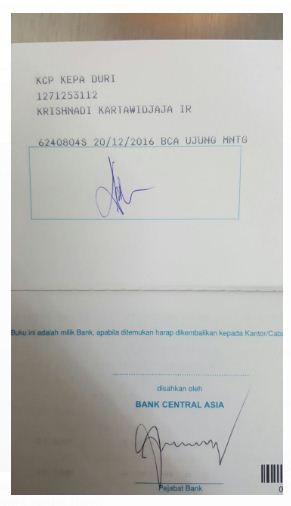 KCP KEPA DURI
1271253112
KRISHNADI KARTAWIDJAJA IR
6240804S 20/12/2016 BCA UJUNG MNTG
Buku ini adalah milik Bank, apabila ditemukan harap dikembalikan kepada Kantor/Caba
disahkan oleh
BANK CENTRAL ASIA
Pejabat Bank
0